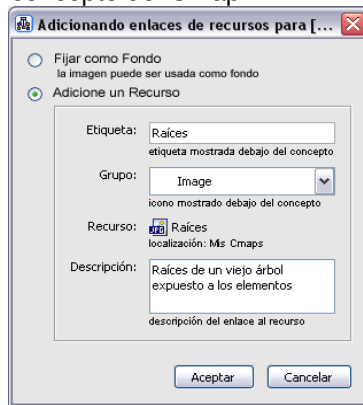 Adicionando enlaces de recursos para [...
Fijar como Fondo
la imagen puede ser usada como fondo
Adicione un Recurso
Etiqueta: Raíces
etiqueta mostrada debajo del concepto
Grupo: Image
icono mostrado debajo del concepto
Recurso: JPG Raíces
localización: Mis Cmaps
Descripción: Raíces de un viejo árbol
expuesto a los elementos
descripción del enlace al recurso
Aceptar Cancelar